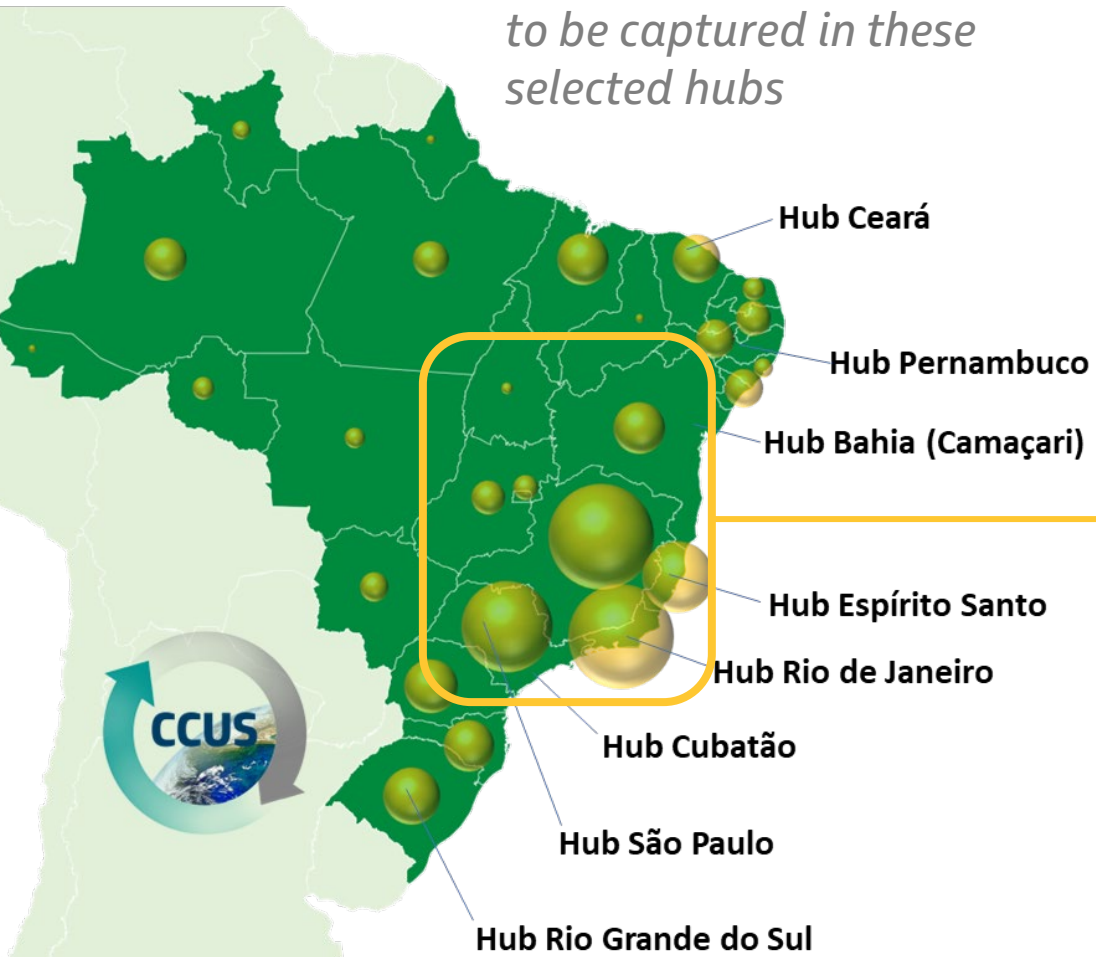 to be captured in these
selected hubs
Hub Ceará
Hub Pernambuco
Hub Bahia (Camaçari)
Hub Espírito Santo
Hub Rio de Janeiro
CCUS
Hub Cubatão
Hub São Paulo
Hub Rio Grande do Sul